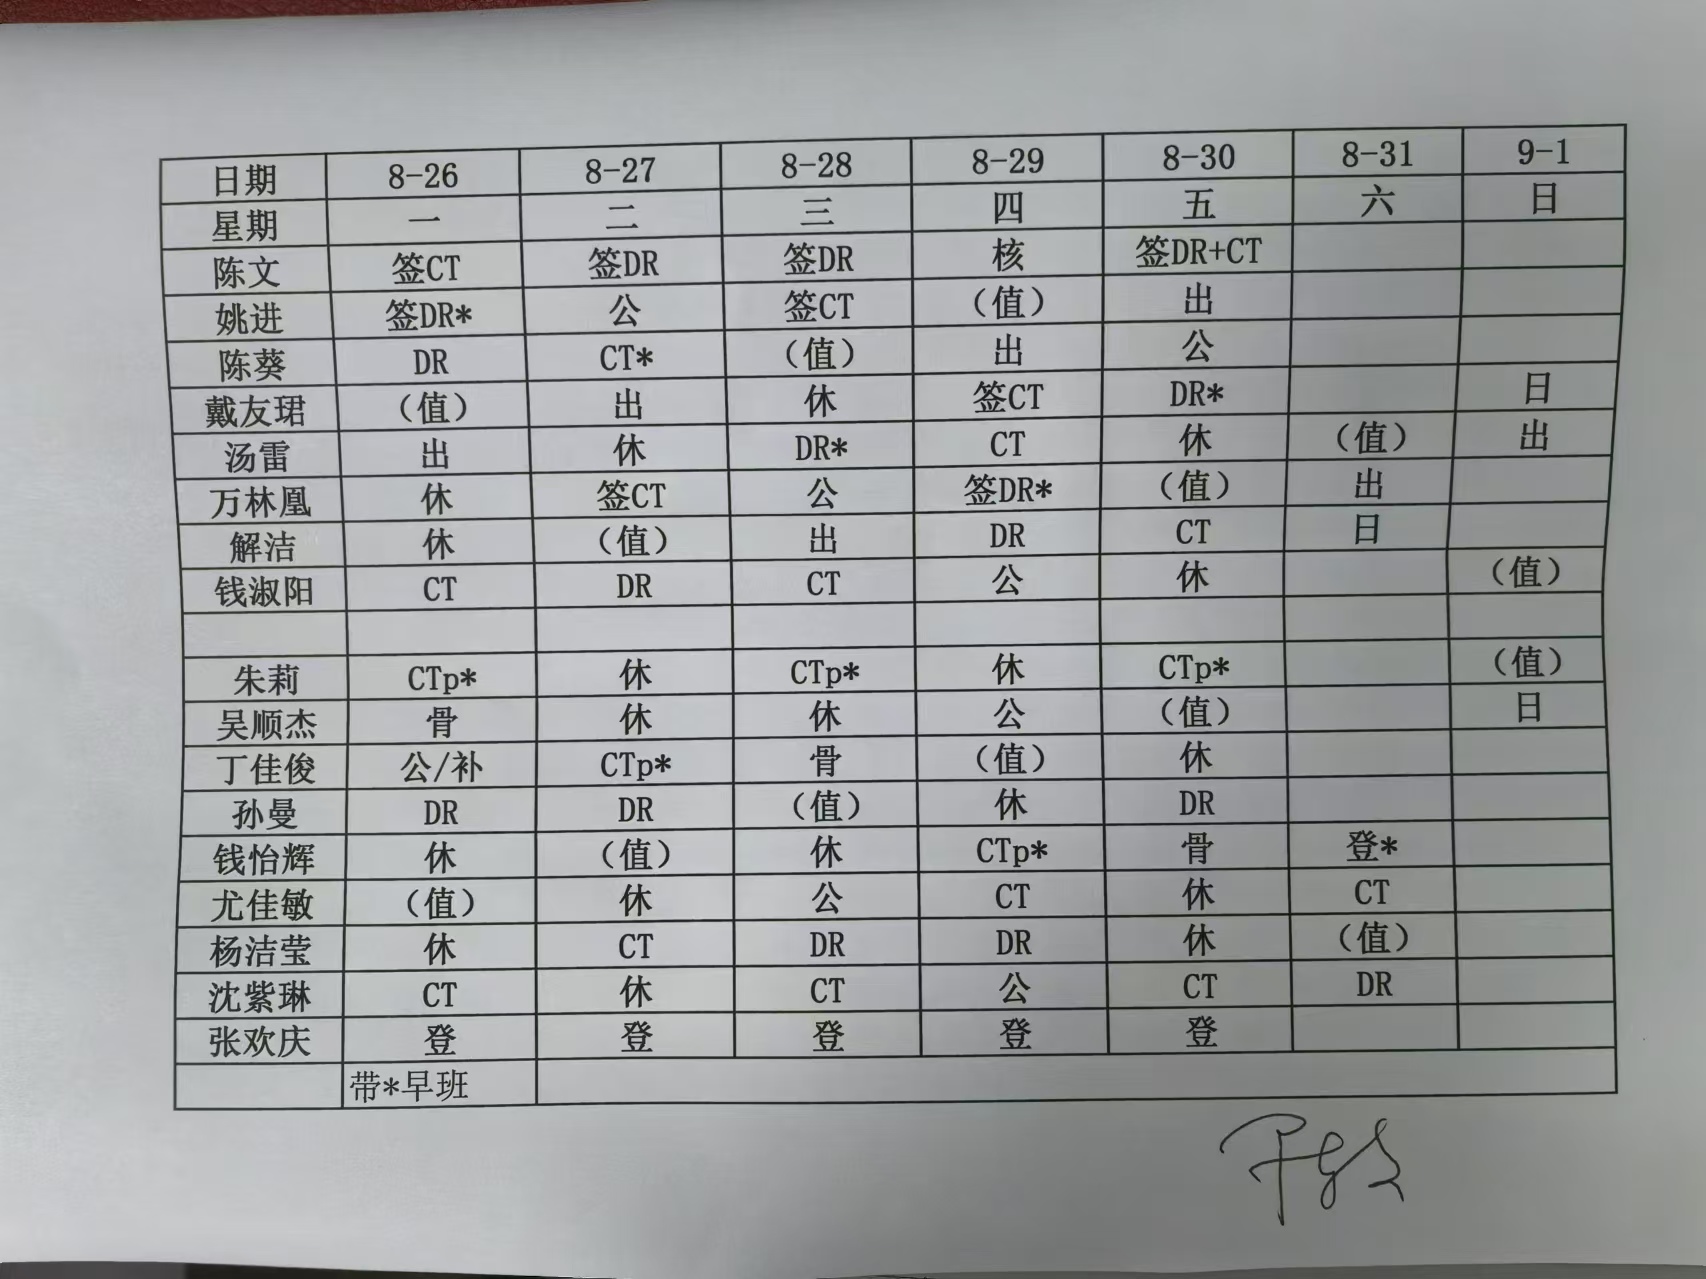 日期 8-26 8-27 8-28 8-29 8-30 8-31 9-1
星期 一 二 三 四 五 六 日
陈文 签CT 签DR 签DR 核 签DR+CT
姚进 签DR* 公 签CT （值） 出
陈葵 DR CT* （值） 出 公
戴友珺 （值） 出 休 签CT DR* 日
汤雷 出 休 DR* CT 休 （值） 出
万林凰 休 签CT 公 签DR* （值） 出
解洁 休 （值） 出 DR CT 日
钱淑阳 CT DR CT 公 休 （值）
朱莉 CTp* 休 CTp* 休 CTp* （值）
吴顺杰 骨 休 休 公 （值） 日
丁佳俊 公/补 CTp* 骨 （值） 休
孙曼 DR DR （值） 休 DR
钱怡辉 休 （值） 休 CTp* 骨 登*
尤佳敏 （值） 休 公 CT 休 CT
杨洁莹 休 CT DR DR 休 （值）
沈紫琳 CT 休 CT 公 CT DR
张欢庆 登 登 登 登 登
带*早班